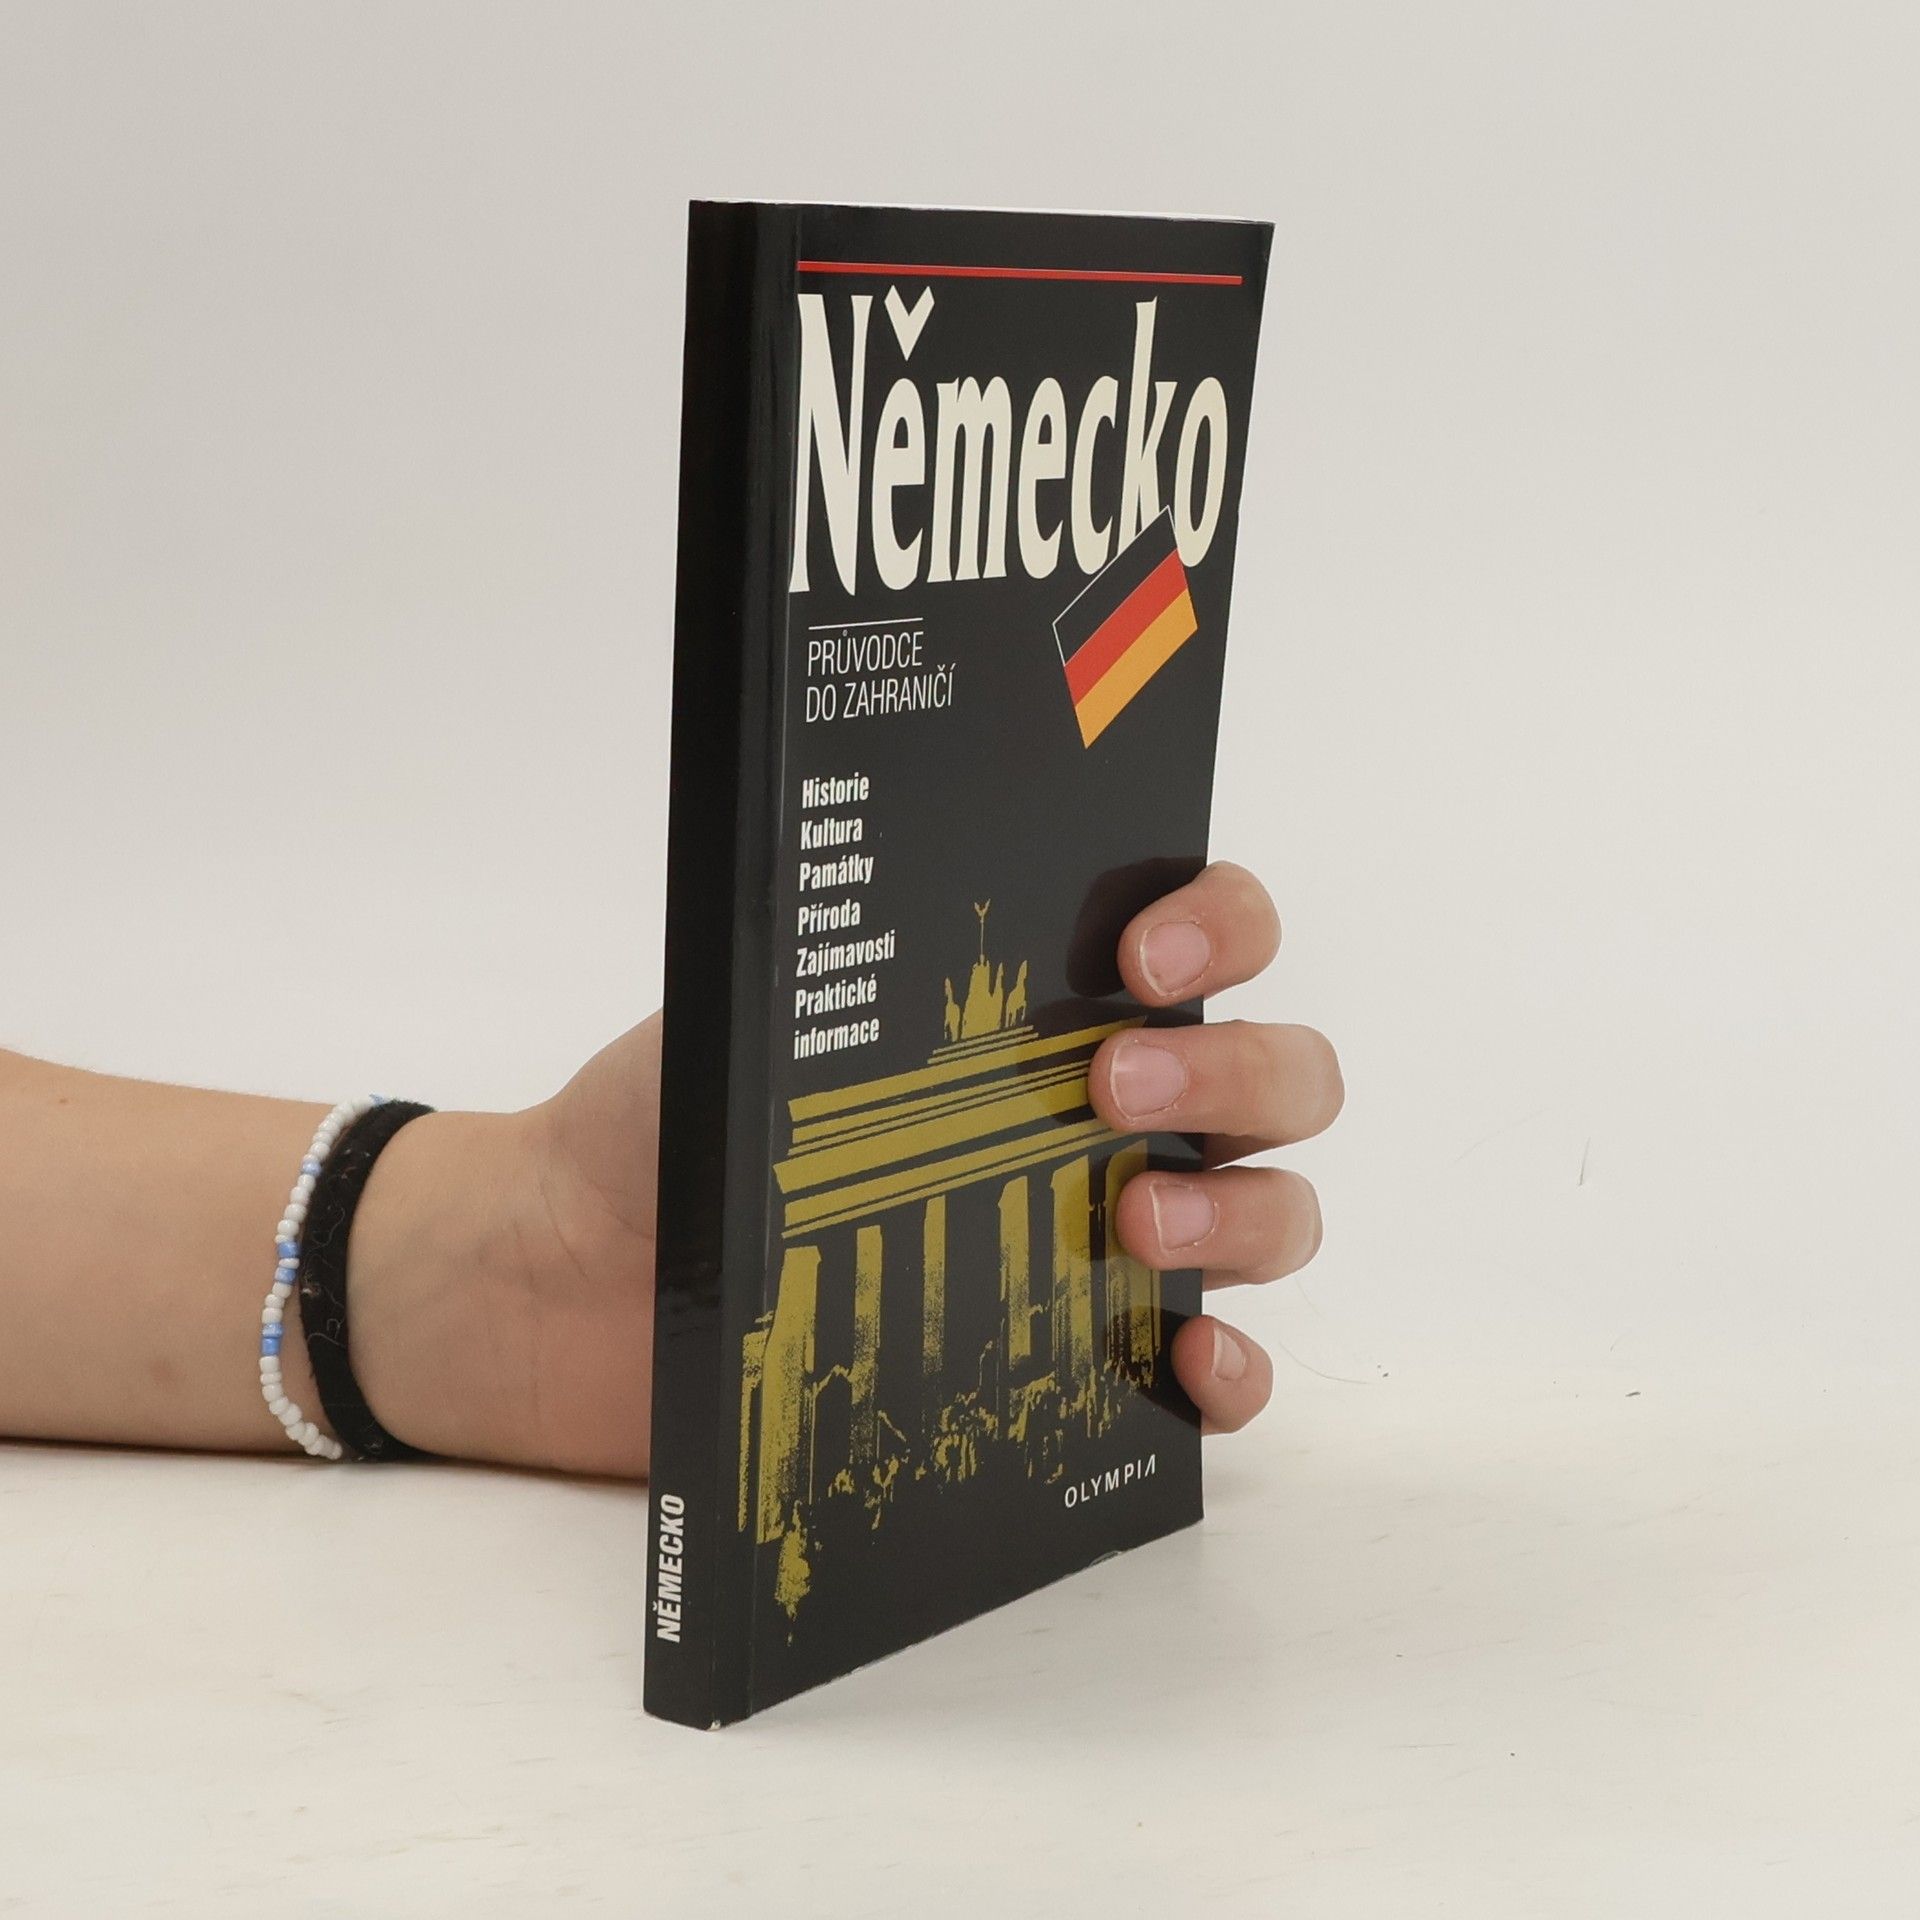 Německo
PRŮVODCE
DO ZAHRANIČÍ
Historie
Kultura
Památky
Příroda
Zajímavosti
Praktické
informace
OLYMPIA
NĚMECKO